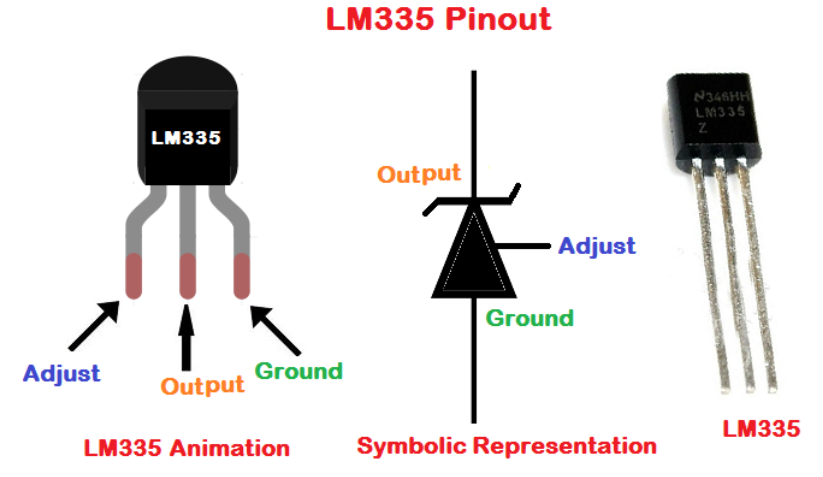 LM335 Pinout
LM335
Adjust
Output
Ground
LM335 Animation
Output
Adjust
Ground
Symbolic Representation
346HH
LM335
Z
LM335